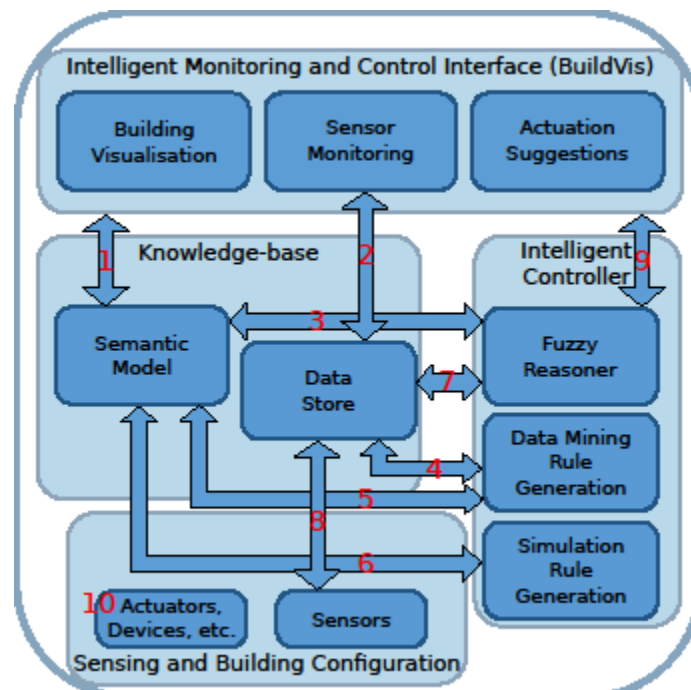 Intelligent Monitoring and Control Interface (BuildVis)
Building
Visualisation
Sensor
Monitoring
Actuation
Suggestions
1
2
9
Knowledge-base
Intelligent
Controller
3
Semantic
Model
Data
Store
7
Fuzzy
Reasoner
4
5
Data Mining
Rule
Generation
8
6
Simulation
Rule
Generation
10
Actuators,
Devices, etc.
Sensors
Sensing and Building Configuration